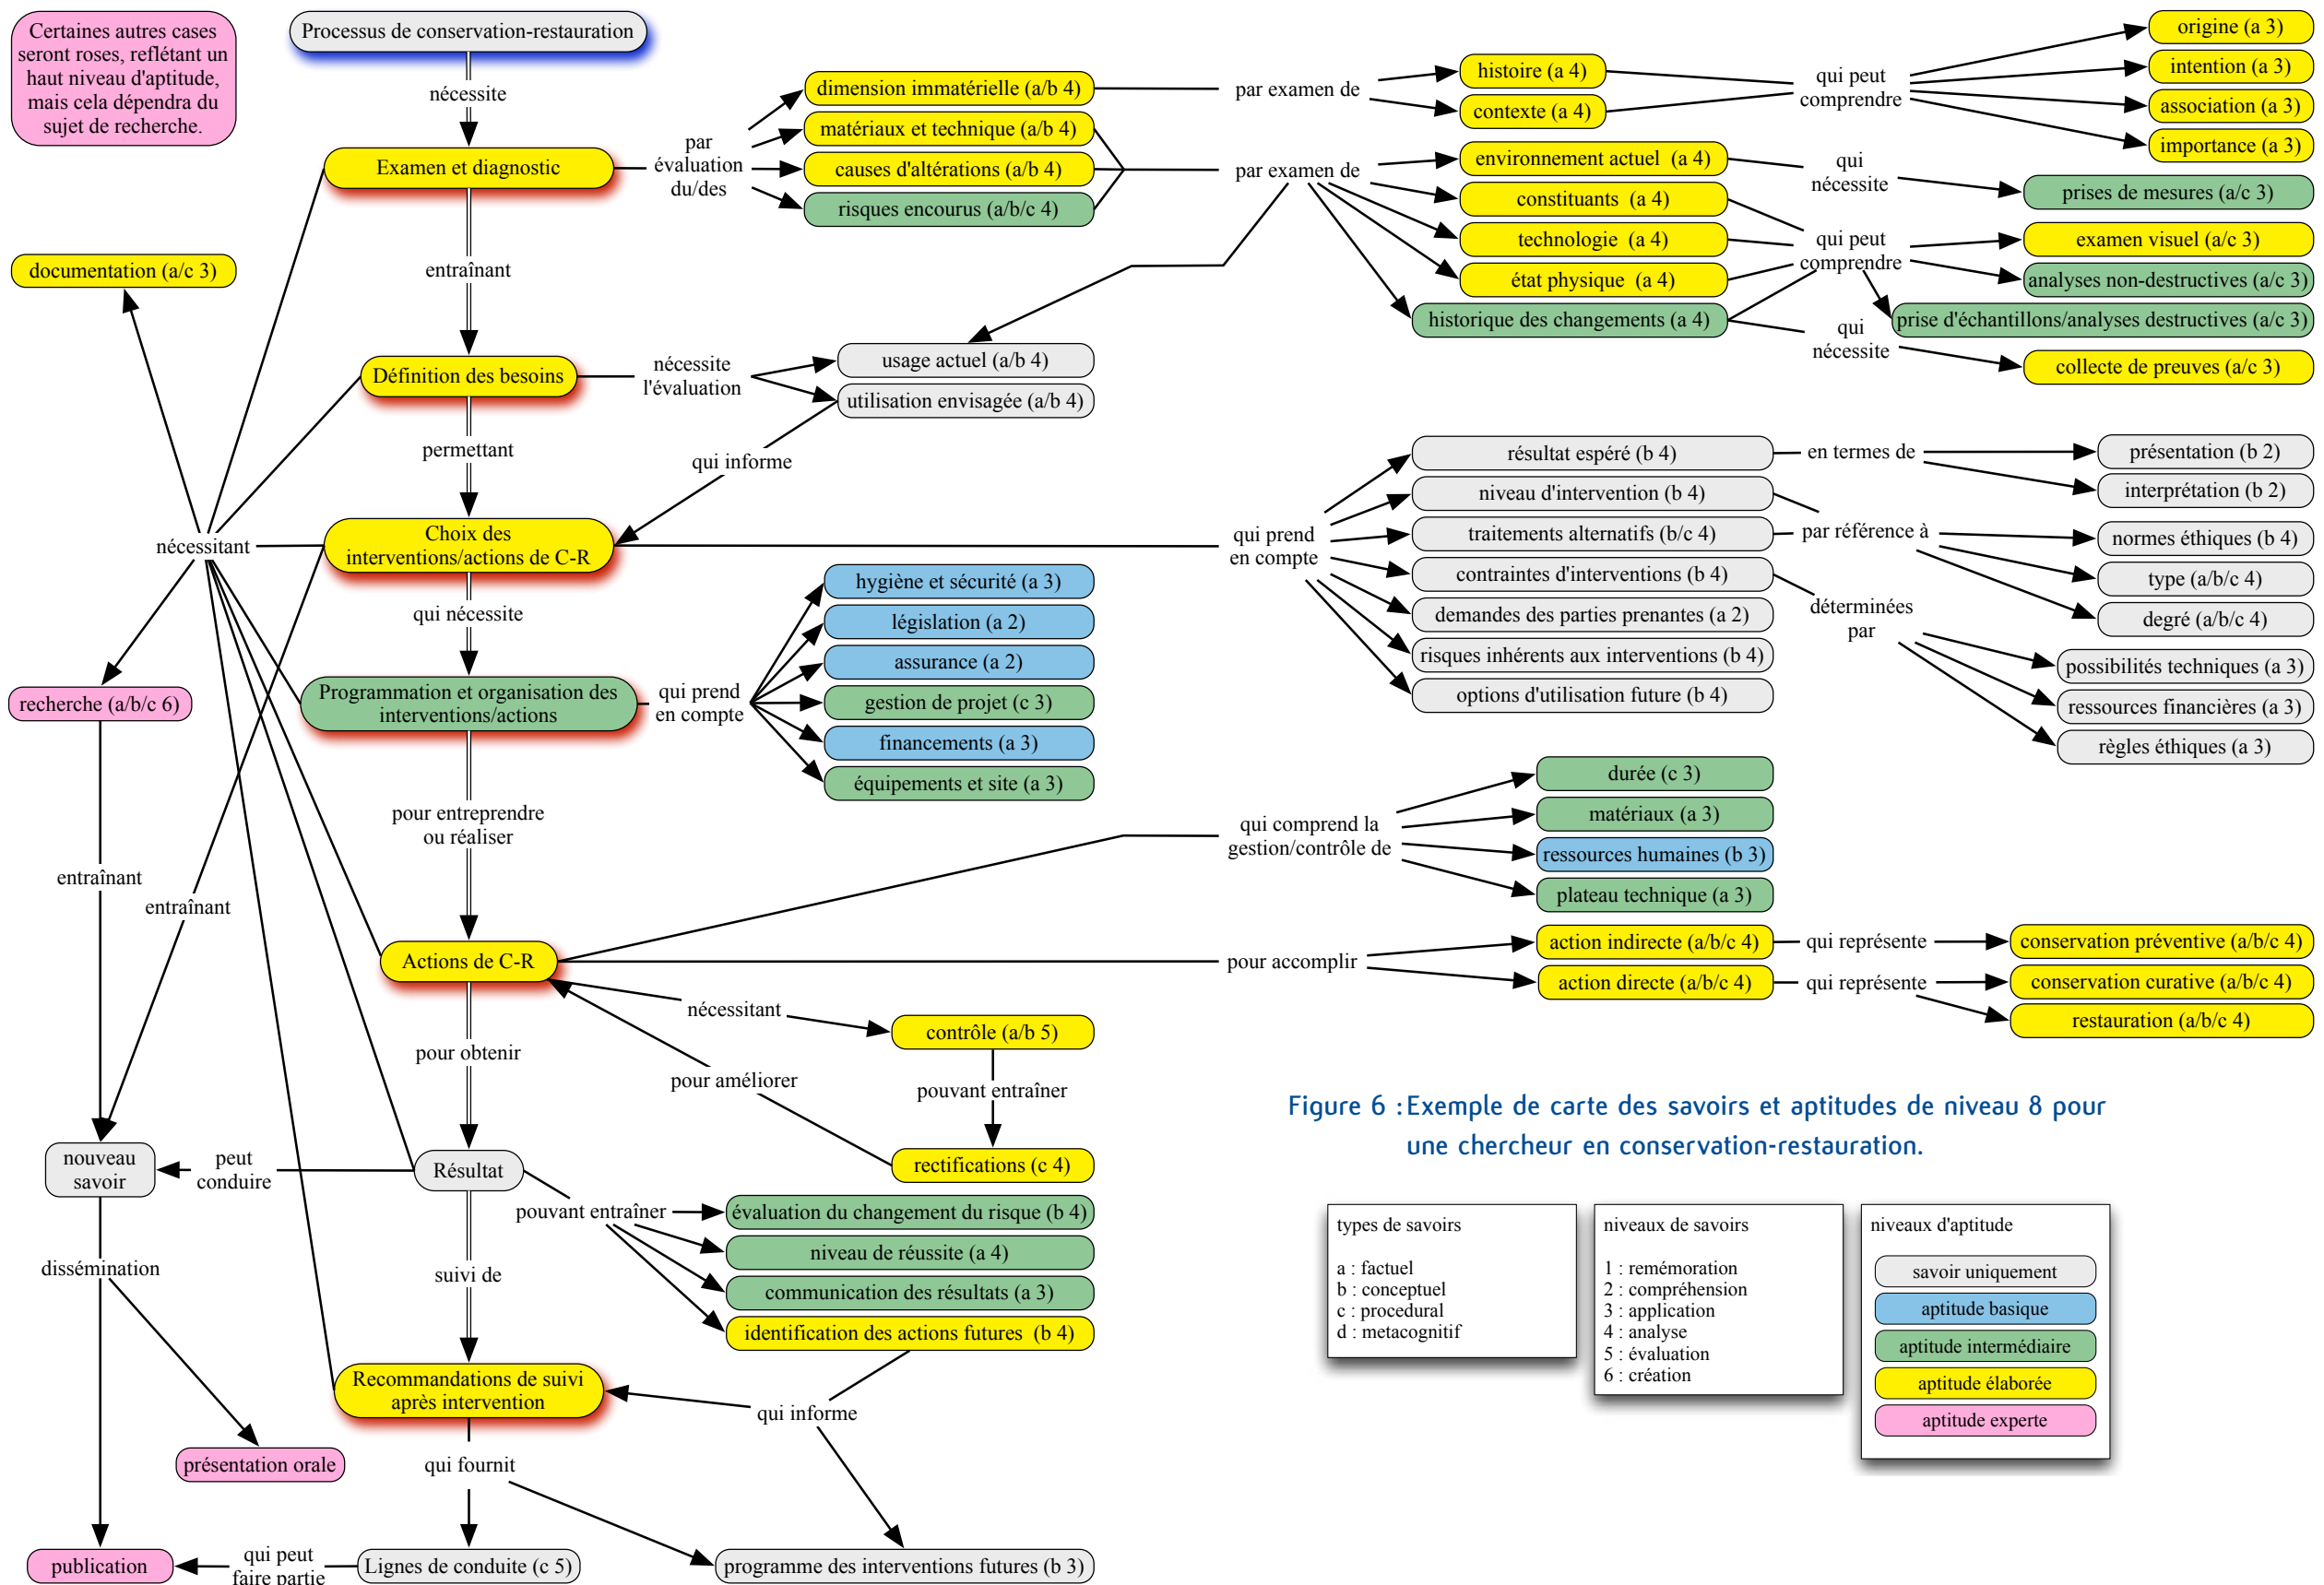 Certaines autres cases
seront roses, reflétant un
haut niveau d'aptitude,
mais cela dépendra du
sujet de recherche.
Processus de conservation-restauration
nécessite
Examen et diagnostic
par
évaluation
du/des
dimension immatérielle (a/b 4)
matériaux et technique (a/b 4)
causes d'altérations (a/b 4)
risques encourus (a/b/c 4)
par examen de
histoire (a 4)
contexte (a 4)
qui peut
comprendre
origine (a 3)
intention (a 3)
association (a 3)
importance (a 3)
par examen de
environnement actuel (a 4)
constituants (a 4)
technologie (a 4)
état physique (a 4)
historique des changements (a 4)
qui
nécessite
prises de mesures (a/c 3)
qui peut
comprendre
examen visuel (a/c 3)
analyses non-destructives (a/c 3)
prise d'échantillons/analyses destructives (a/c 3)
qui
nécessite
collecte de preuves (a/c 3)
documentation (a/c 3)
entraînant
Définition des besoins
nécessite
l'évaluation
usage actuel (a/b 4)
utilisation envisagée (a/b 4)
permettant
qui informe
nécessitant
Choix des
interventions/actions de C-R
qui prend
en compte
résultat espéré (b 4)
niveau d'intervention (b 4)
traitements alternatifs (b/c 4)
contraintes d'interventions (b 4)
demandes des parties prenantes (a 2)
risques inhérents aux interventions (b 4)
options d'utilisation future (b 4)
en termes de
présentation (b 2)
interprétation (b 2)
par référence à
normes éthiques (b 4)
type (a/b/c 4)
degré (a/b/c 4)
déterminées
par
possibilités techniques (a 3)
ressources financières (a 3)
règles éthiques (a 3)
qui nécessite
Programmation et organisation des
interventions/actions
qui prend
en compte
hygiène et sécurité (a 3)
législation (a 2)
assurance (a 2)
gestion de projet (c 3)
financements (a 3)
équipements et site (a 3)
recherche (a/b/c 6)
pour entreprendre
ou réaliser
entraînant
entraînant
qui comprend la
gestion/contrôle de
durée (c 3)
matériaux (a 3)
ressources humaines (b 3)
plateau technique (a 3)
Actions de C-R
pour accomplir
action indirecte (a/b/c 4)
action directe (a/b/c 4)
qui représente
conservation préventive (a/b/c 4)
qui représente
conservation curative (a/b/c 4)
restauration (a/b/c 4)
nécessitant
contrôle (a/b 5)
pour obtenir
pour améliorer
pouvant entraîner
rectifications (c 4)
nouveau
savoir
peut
conduire
Résultat
pouvant entraîner
évaluation du changement du risque (b 4)
niveau de réussite (a 4)
communication des résultats (a 3)
identification des actions futures (b 4)
dissémination
suivi de
Recommandations de suivi
après intervention
qui informe
présentation orale
qui fournit
publication
qui peut
faire partie
Lignes de conduite (c 5)
programme des interventions futures (b 3)
Figure 6 : Exemple de carte des savoirs et aptitudes de niveau 8 pour
une chercheur en conservation-restauration.
types de savoirs
a : factuel
b : conceptuel
c : procedural
d : metacognitif
niveaux de savoirs
1 : remémoration
2 : compréhension
3 : application
4 : analyse
5 : évaluation
6 : création
niveaux d'aptitude
savoir uniquement
aptitude basique
aptitude intermédiaire
aptitude élaborée
aptitude experte